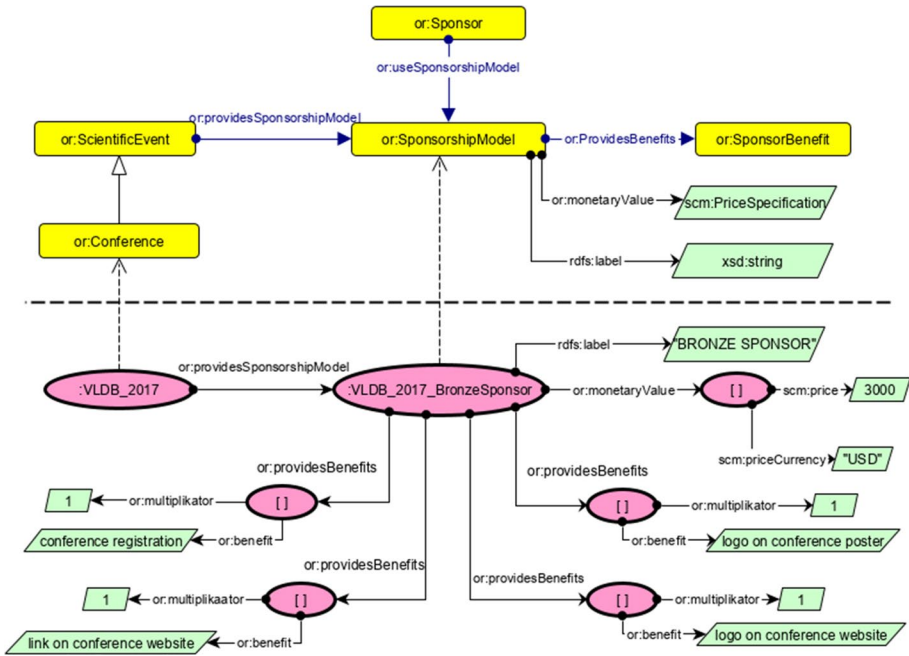 or:Sponsor
or:useSponsorshipModel
or:providesSponsorshipModel
or:ScientificEvent
or:SponsorshipModel
or:ProvidesBenefits
or:SponsorBenefit
or:monetaryValue
scm:PriceSpecification
or:Conference
rdfs:label
xsd:string
rdfs:label
"BRONZE SPONSOR"
or:providesSponsorshipModel
:VLDB_2017
:VLDB_2017_BronzeSponsor
or:monetaryValue
[ ]
scm:price
3000
scm:priceCurrency
"USD"
or:providesBenefits
or:providesBenefits
1
or:multiplikator
[ ]
[ ]
or:multiplikator
1
conference registration
or:benefit
or:benefit
logo on conference poster
or:providesBenefits
or:providesBenefits
1
or:multiplikaator
[ ]
[ ]
or:multiplikator
1
link on conference website
or:benefit
or:benefit
logo on conference website